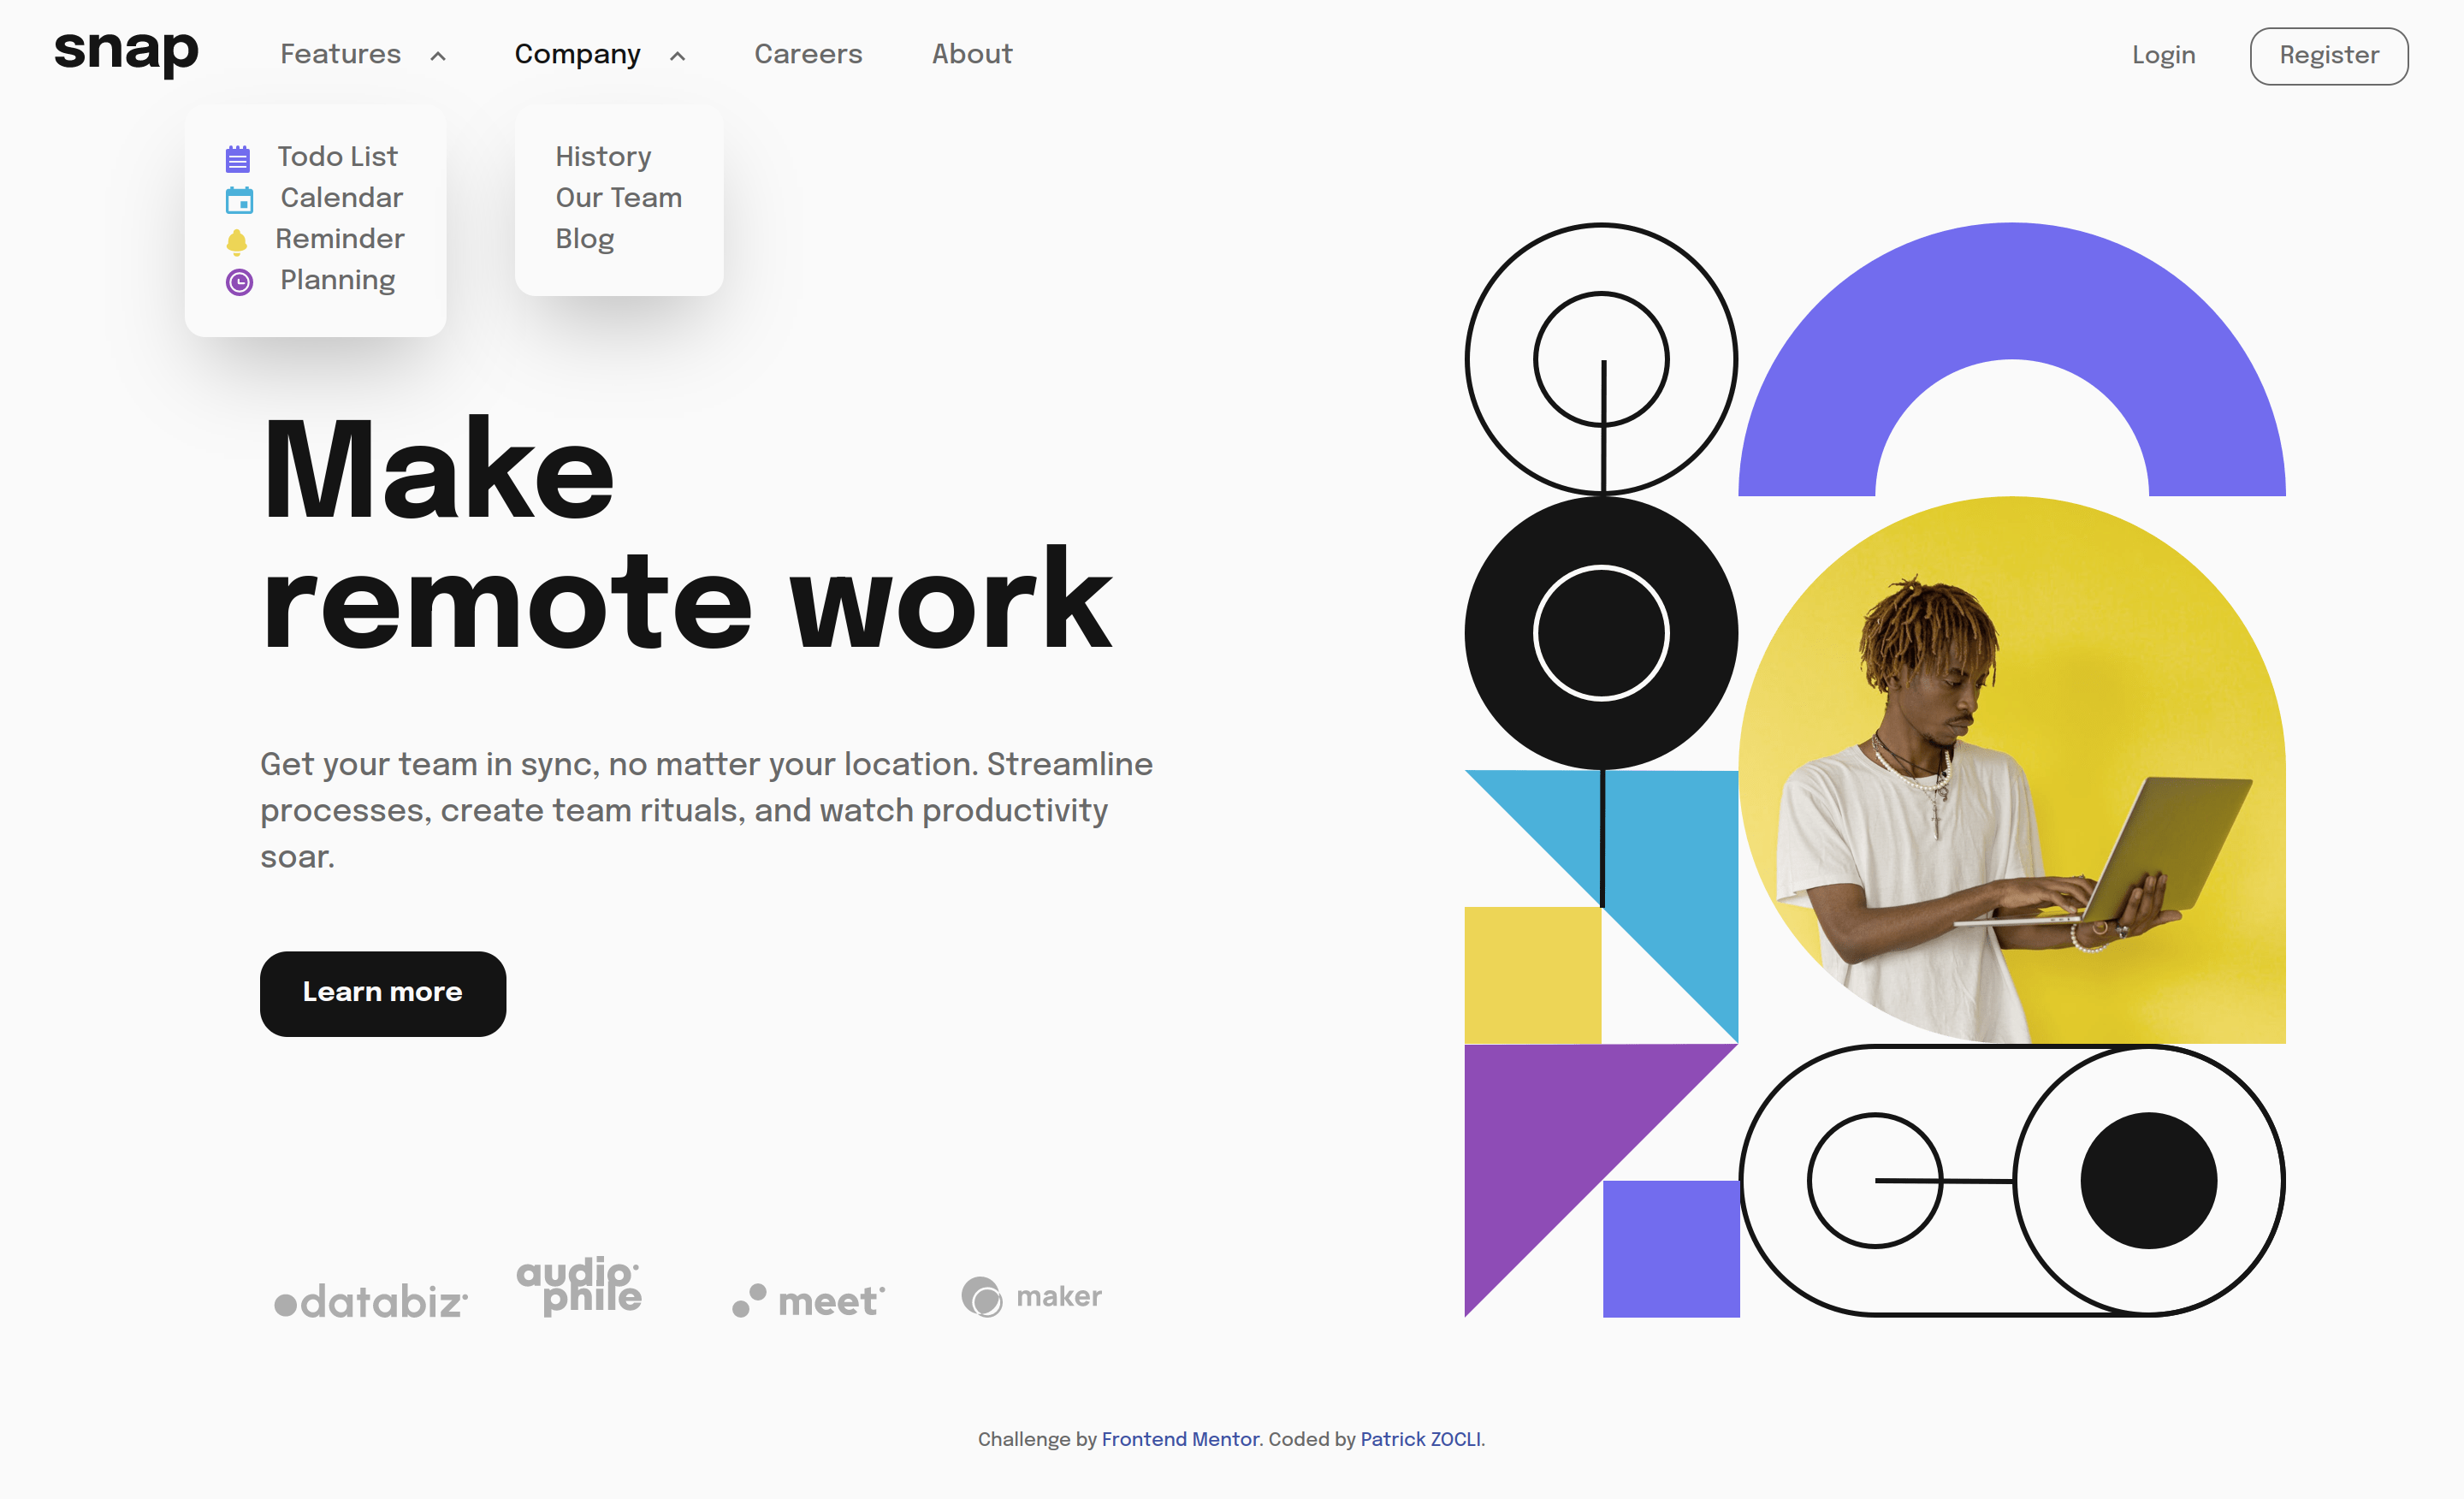 snap Features Company Careers About Login Register
Todo List
Calendar
Reminder
Planning
History
Our Team
Blog
Make
remote work
Get your team in sync, no matter your location. Streamline
processes, create team rituals, and watch productivity
soar.
Learn more
databiz
audio
phile
meet
maker
Challenge by Frontend Mentor. Coded by Patrick ZOCLI.